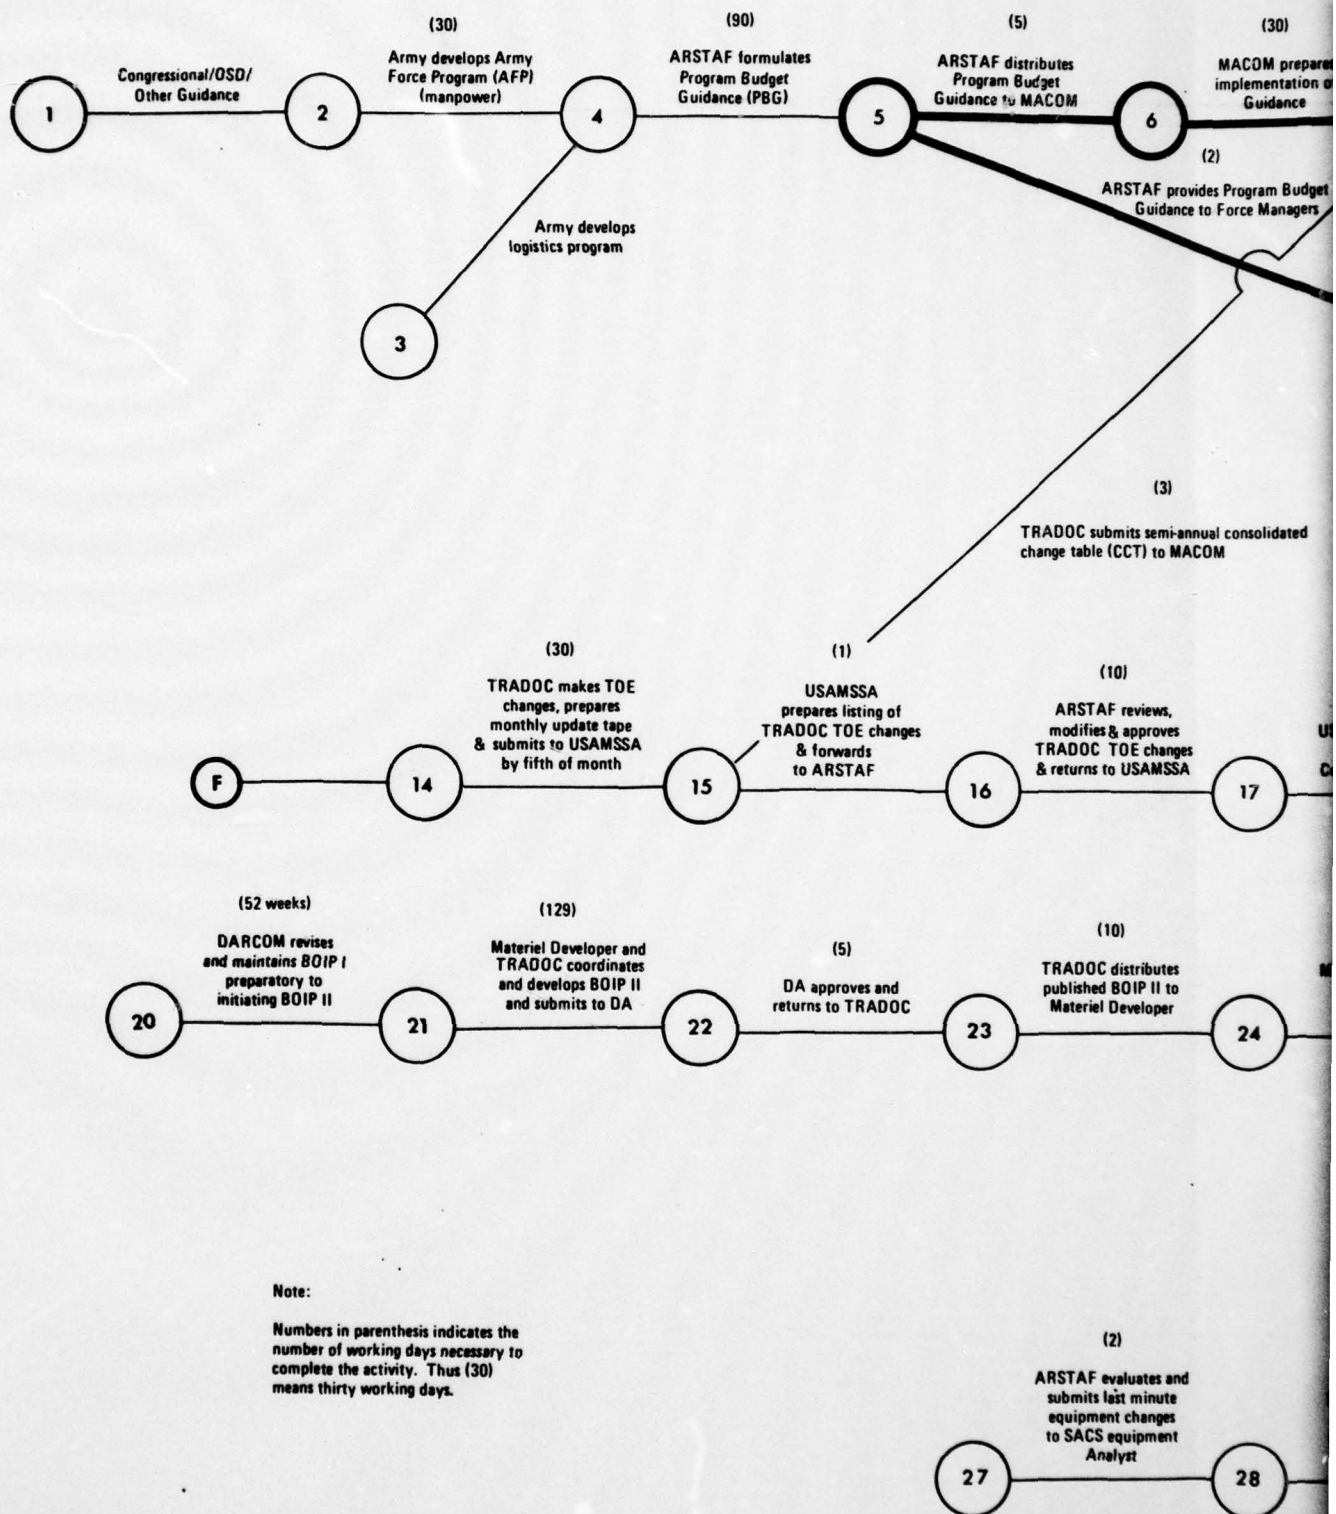 (30)
(90)
(5)
(30)
Congressional/OSD/
Other Guidance
Army develops Army
Force Program (AFP)
(manpower)
ARSTAF formulates
Program Budget
Guidance (PBG)
ARSTAF distributes
Program Budget
Guidance to MACOM
MACOM prepares
implementation
Guidance
1
2
4
5
6
(2)
ARSTAF provides Program Budget
Guidance to Force Managers
Army develops
logistics program
3
(3)
TRADOC submits semi-annual consolidated
change table (CCT) to MACOM
(30)
TRADOC makes TOE
changes, prepares
monthly update tape
& submits to USAMSSA
by fifth of month
(1)
USAMSSA
prepares listing of
TRADOC TOE changes
& forwards
to ARSTAF
(10)
ARSTAF reviews,
modifies & approves
TRADOC TOE changes
& returns to USAMSSA
F
14
15
16
17
(52 weeks)
DARCOM revises
and maintains BOIP I
preparatory to
initiating BOIP II
(129)
Materiel Developer and
TRADOC coordinates
and develops BOIP II
and submits to DA
(5)
DA approves and
returns to TRADOC
(10)
TRADOC distributes
published BOIP II to
Materiel Developer
20
21
22
23
24
Note:
Numbers in parenthesis indicates the
number of working days necessary to
complete the activity. Thus (30)
means thirty working days.
(2)
ARSTAF evaluates and
submits last minute
equipment changes
to SACS equipment
Analyst
27
28